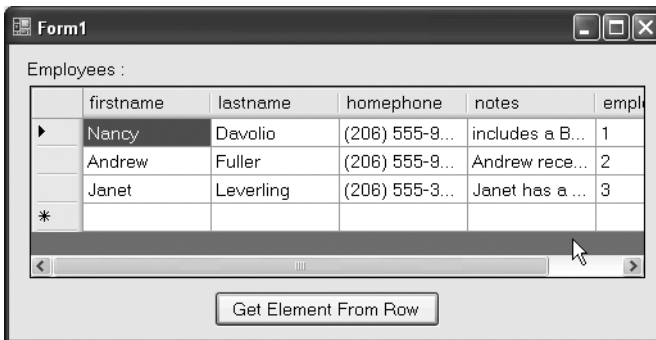 Form1
Employees :
firstname lastname homephone notes emplo
Nancy Davolio (206) 555-9... includes a B... 1
Andrew Fuller (206) 555-9... Andrew rece... 2
Janet Leverling (206) 555-3... Janet has a ... 3
Get Element From Row